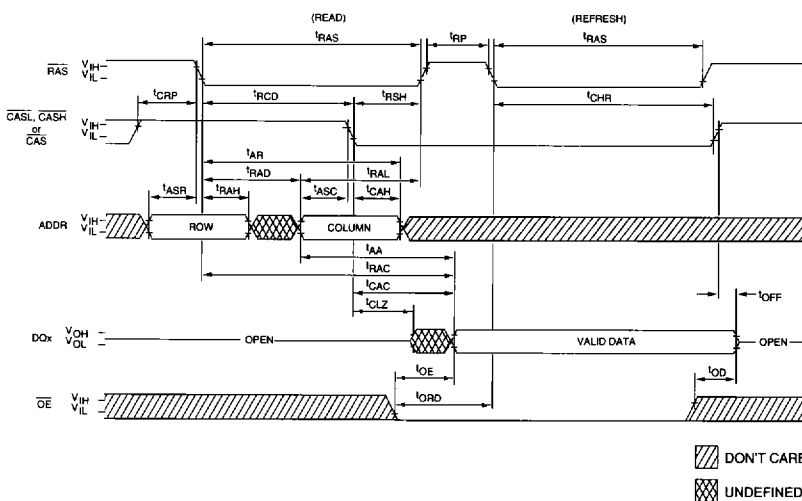 (READ) (REFRESH)
tRAS tRP tRAS
RAS VIH VIL
tCRP tRCD tRSH tCHR
CASL, CASH or CAS VIH VIL
tAR
tRAD tRAL
tASR tRAH tASC tCAH
ADDR VIH VIL ROW COLUMN
tAA
tRAC
tCAC
tCLZ tOFF
DQx VOH VOL OPEN VALID DATA OPEN
tOE tOD
tORD
OE VIH VIL
DON'T CARE
UNDEFINED